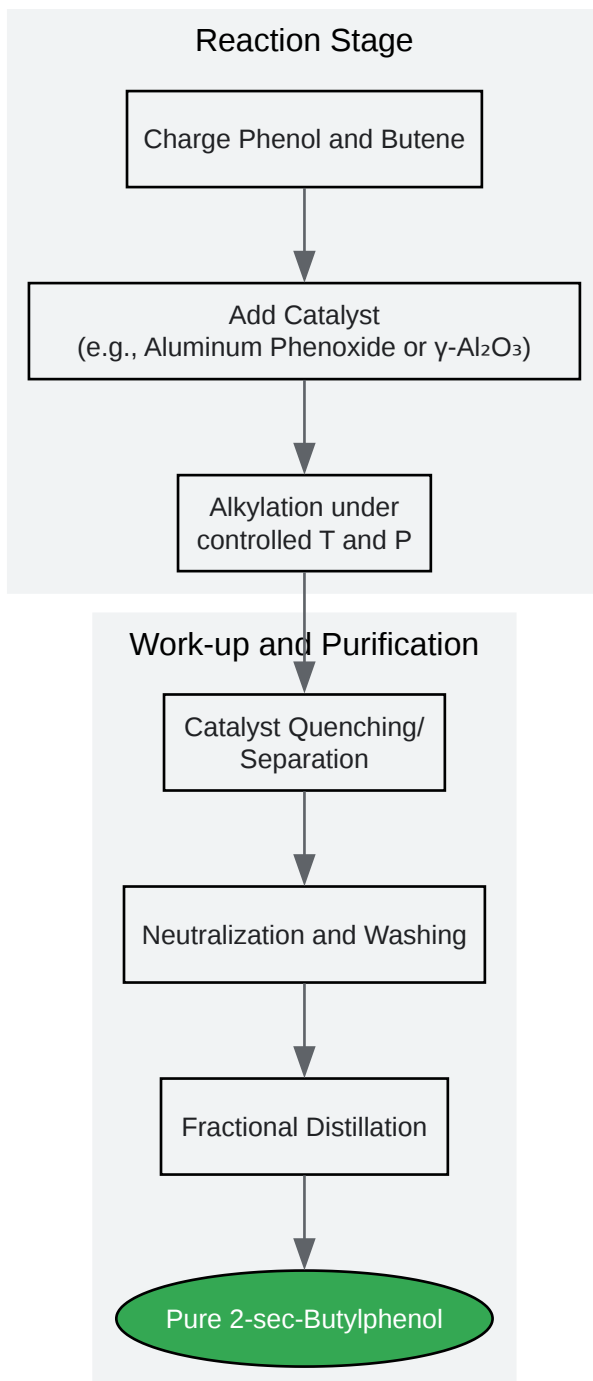 Reaction Stage
Charge Phenol and Butene
Add Catalyst
(e.g., Aluminum Phenoxide or γ-Al₂O₃)
Alkylation under
controlled T and P
Work-up and Purification
Catalyst Quenching/
Separation
Neutralization and Washing
Fractional Distillation
Pure 2-sec-Butylphenol